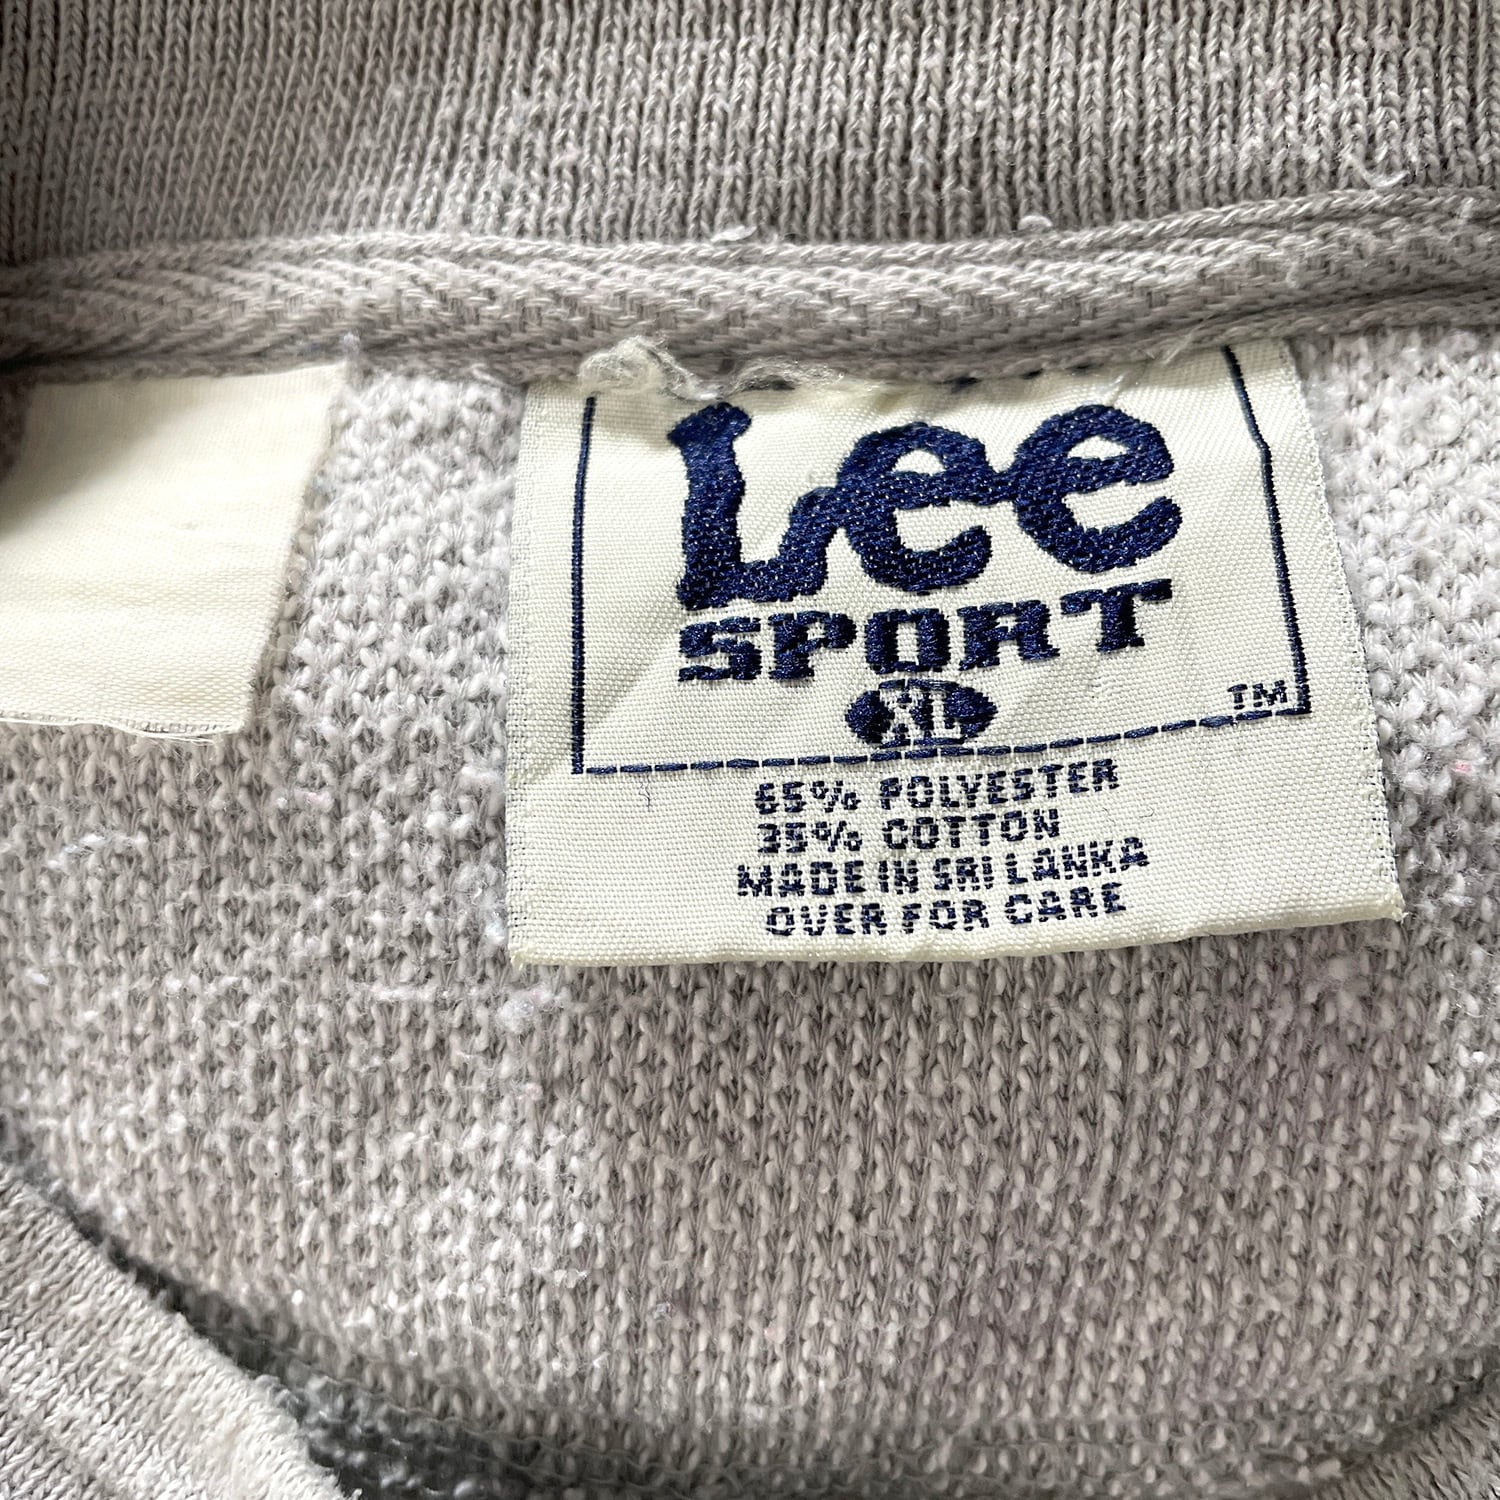 Lee
SPORT
XL
TM
65% POLYESTER
35% COTTON
MADE IN SRI LANKA
OVER FOR CARE